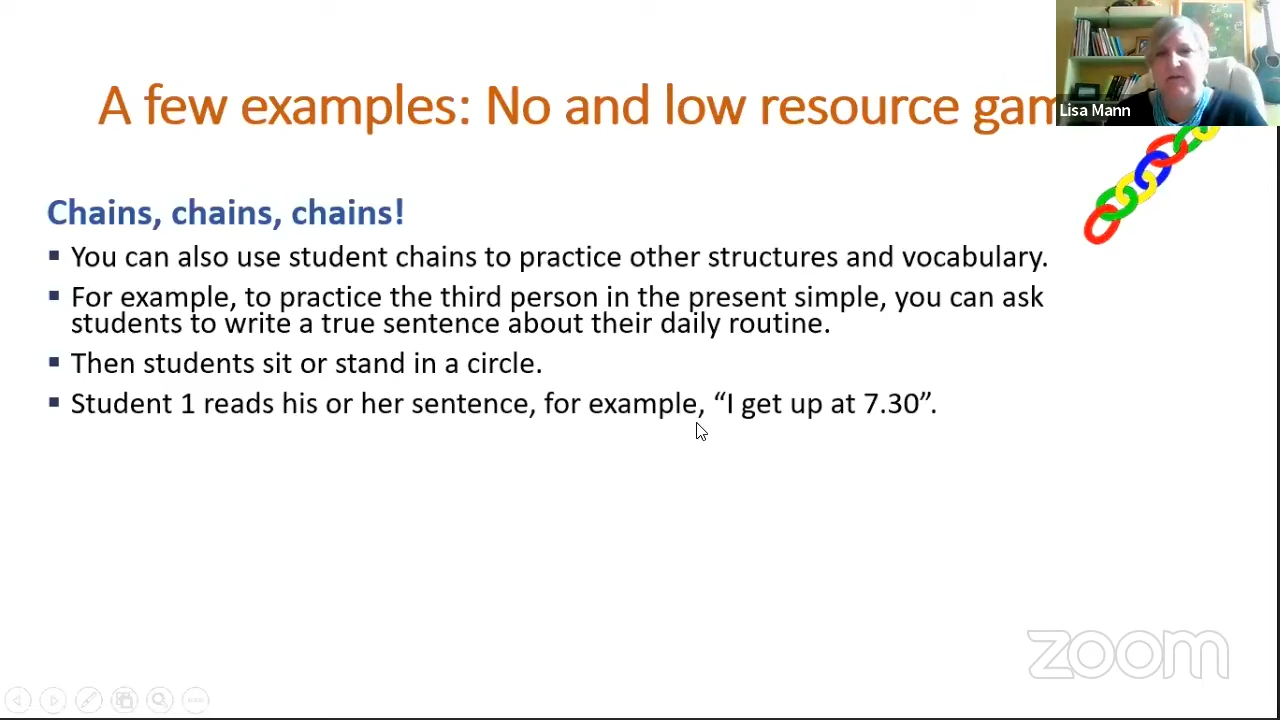 A few examples: No and low resource gam
Lisa Mann
Chains, chains, chains!
▪ You can also use student chains to practice other structures and vocabulary.
▪ For example, to practice the third person in the present simple, you can ask
students to write a true sentence about their daily routine.
▪ Then students sit or stand in a circle.
▪ Student 1 reads his or her sentence, for example, “I get up at 7.30”.
zoom